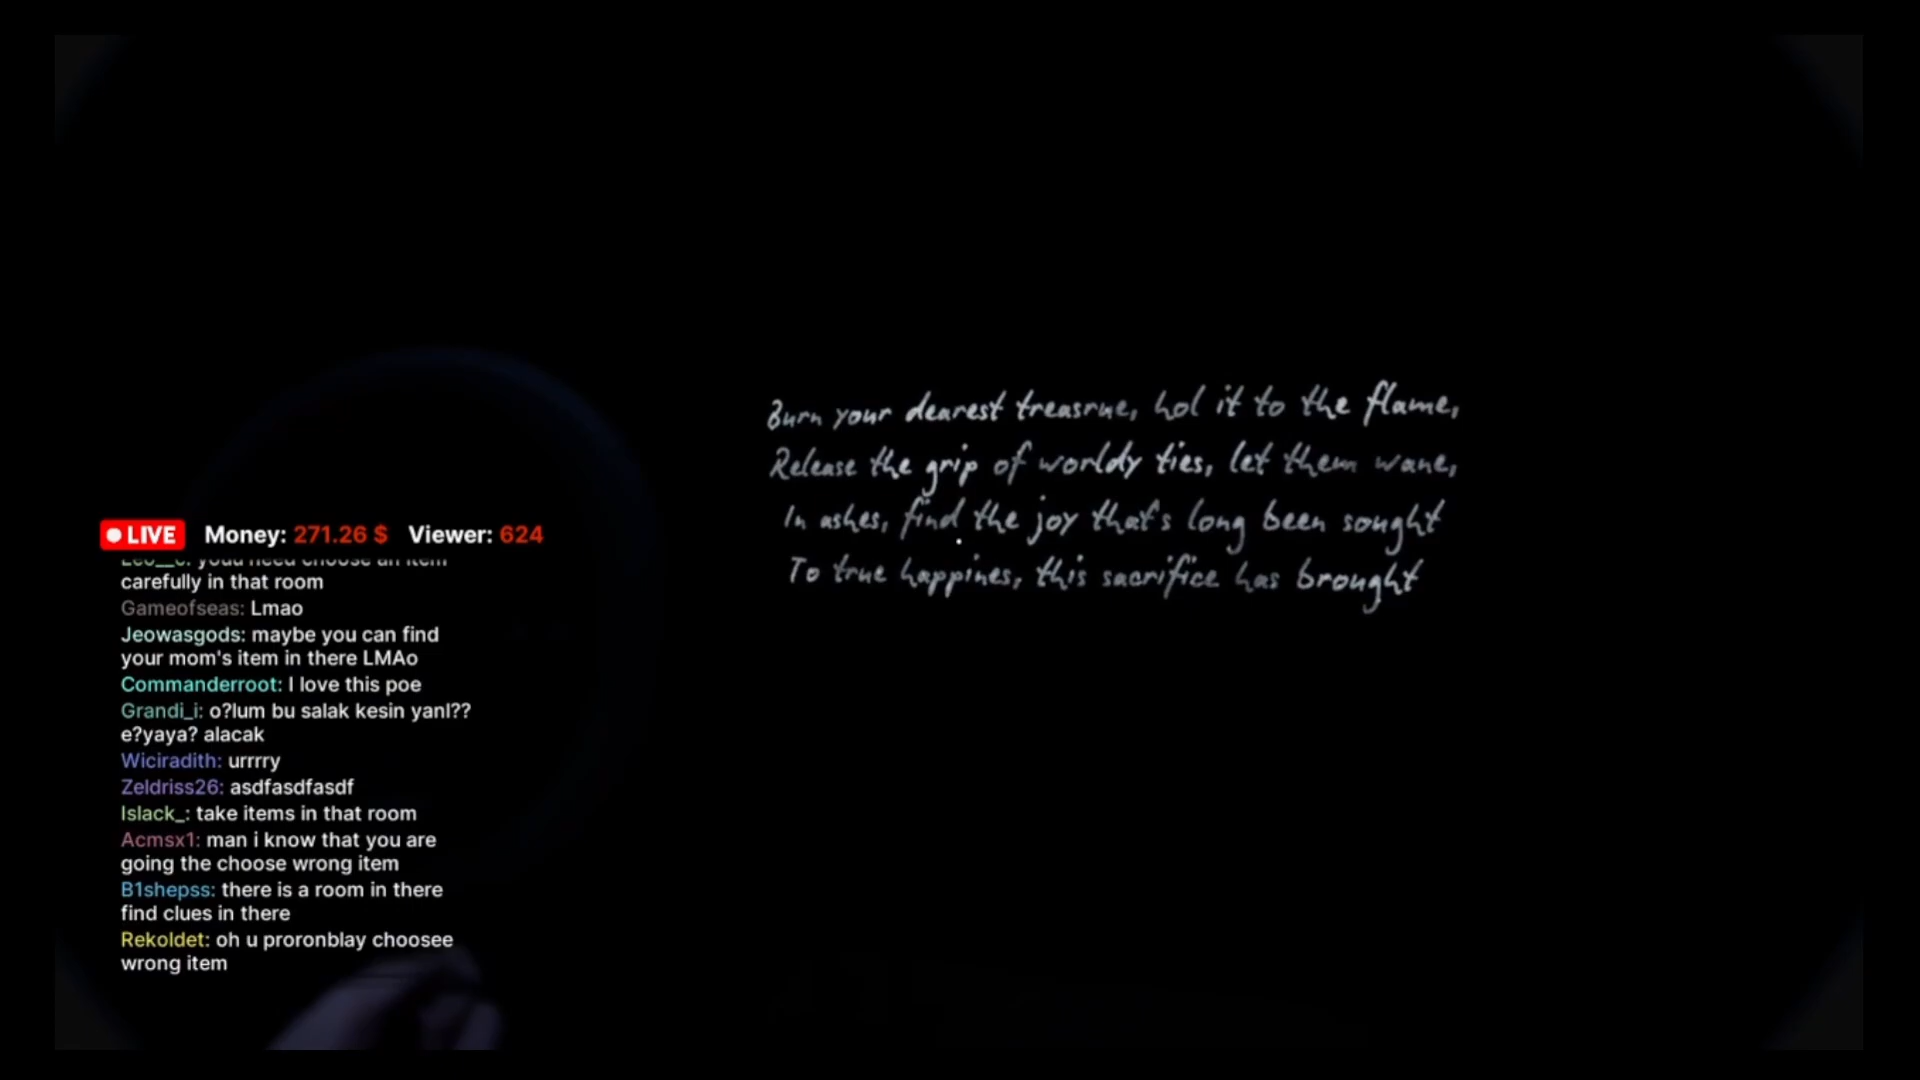 Burn your dearest treasrue, hol it to the flame,
Release the grip of worldy ties, let them wane,
In ashes, find the joy that's long been sought
To true happines, this sacrifice has brought
LIVE Money: 271.26 $ Viewer: 624
youu need choose an item
carefully in that room
Gameofseas: Lmao
Jeowasgods: maybe you can find
your mom's item in there LMAo
Commanderroot: I love this poe
Grandi_i: o?lum bu salak kesin yanl??
e?yaya? alacak
Wiciradith: urrrry
Zeldriss26: asdfasdfasdf
Islack_: take items in that room
Acmsx1: man i know that you are
going the choose wrong item
B1shepss: there is a room in there
find clues in there
Rekoldet: oh u proronblay choosee
wrong item